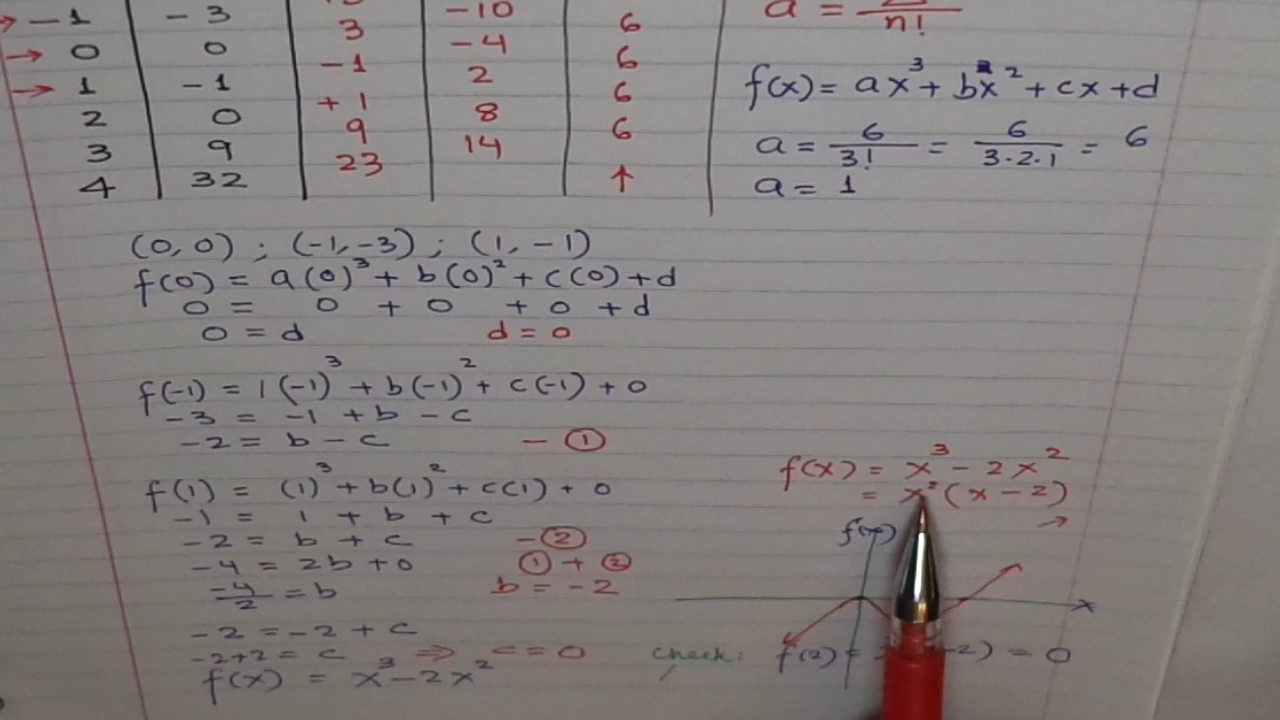 → -1 -3 3 -10 6 a = n!
→ 0 0 -1 -4 6
→ 1 -1 +1 2 6 f(x) = ax³ + bx² + cx + d
2 0 9 8 6 a = 6/3! = 6/3·2·1 = 6
3 9 23 14
4 32 ↑ a = 1
(0, 0) ; (-1, -3) ; (1, -1)
f(0) = a(0)³ + b(0)² + c(0) + d
0 = 0 + 0 + 0 + d
0 = d d = 0
f(-1) = 1(-1)³ + b(-1)² + c(-1) + 0
-3 = -1 + b - c
-2 = b - c - ①
f(1) = (1)³ + b(1)² + c(1) + 0
-1 = 1 + b + c
-2 = b + c - ②
-4 = 2b + 0 ① + ②
-4/2 = b b = -2
-2 = -2 + c
-2+2 = c ⇒ c = 0
f(x) = x³ - 2x²
f(x) = x³ - 2x²
= x²(x - 2)
f(x)
x
check: f(2) = -2) = 0